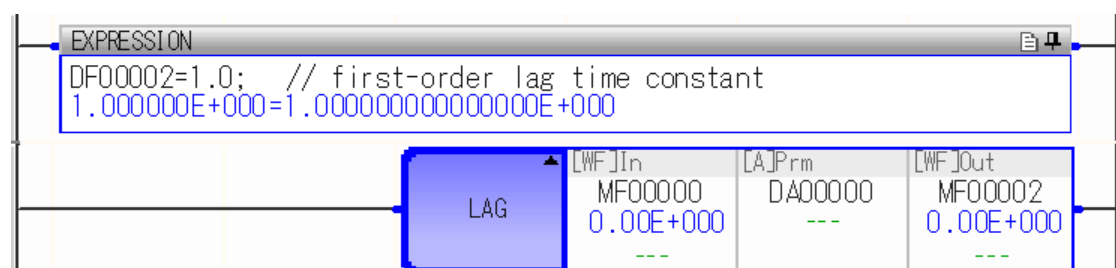 EXPRESSION
DF00002=1.0;   // first-order lag time constant
1.000000E+000=1.000000000000000E+000
LAG
[WF]In [A]Prm [WF]Out
MF00000 DA00000 MF00002
0.00E+000 --- 0.00E+000
--- ---